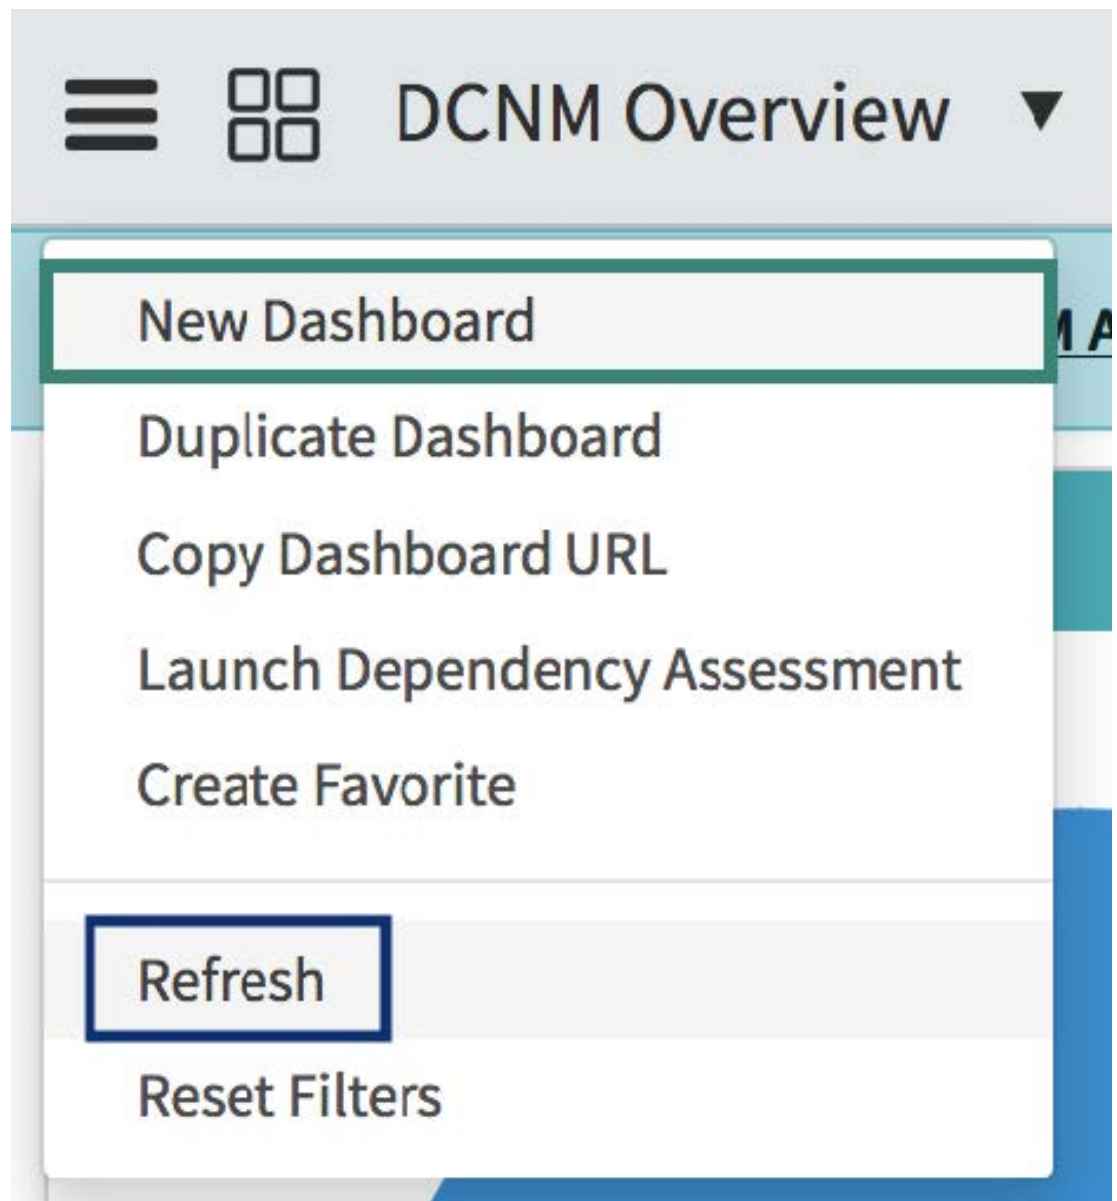 DCNM Overview
New Dashboard
Duplicate Dashboard
Copy Dashboard URL
Launch Dependency Assessment
Create Favorite
Refresh
Reset Filters